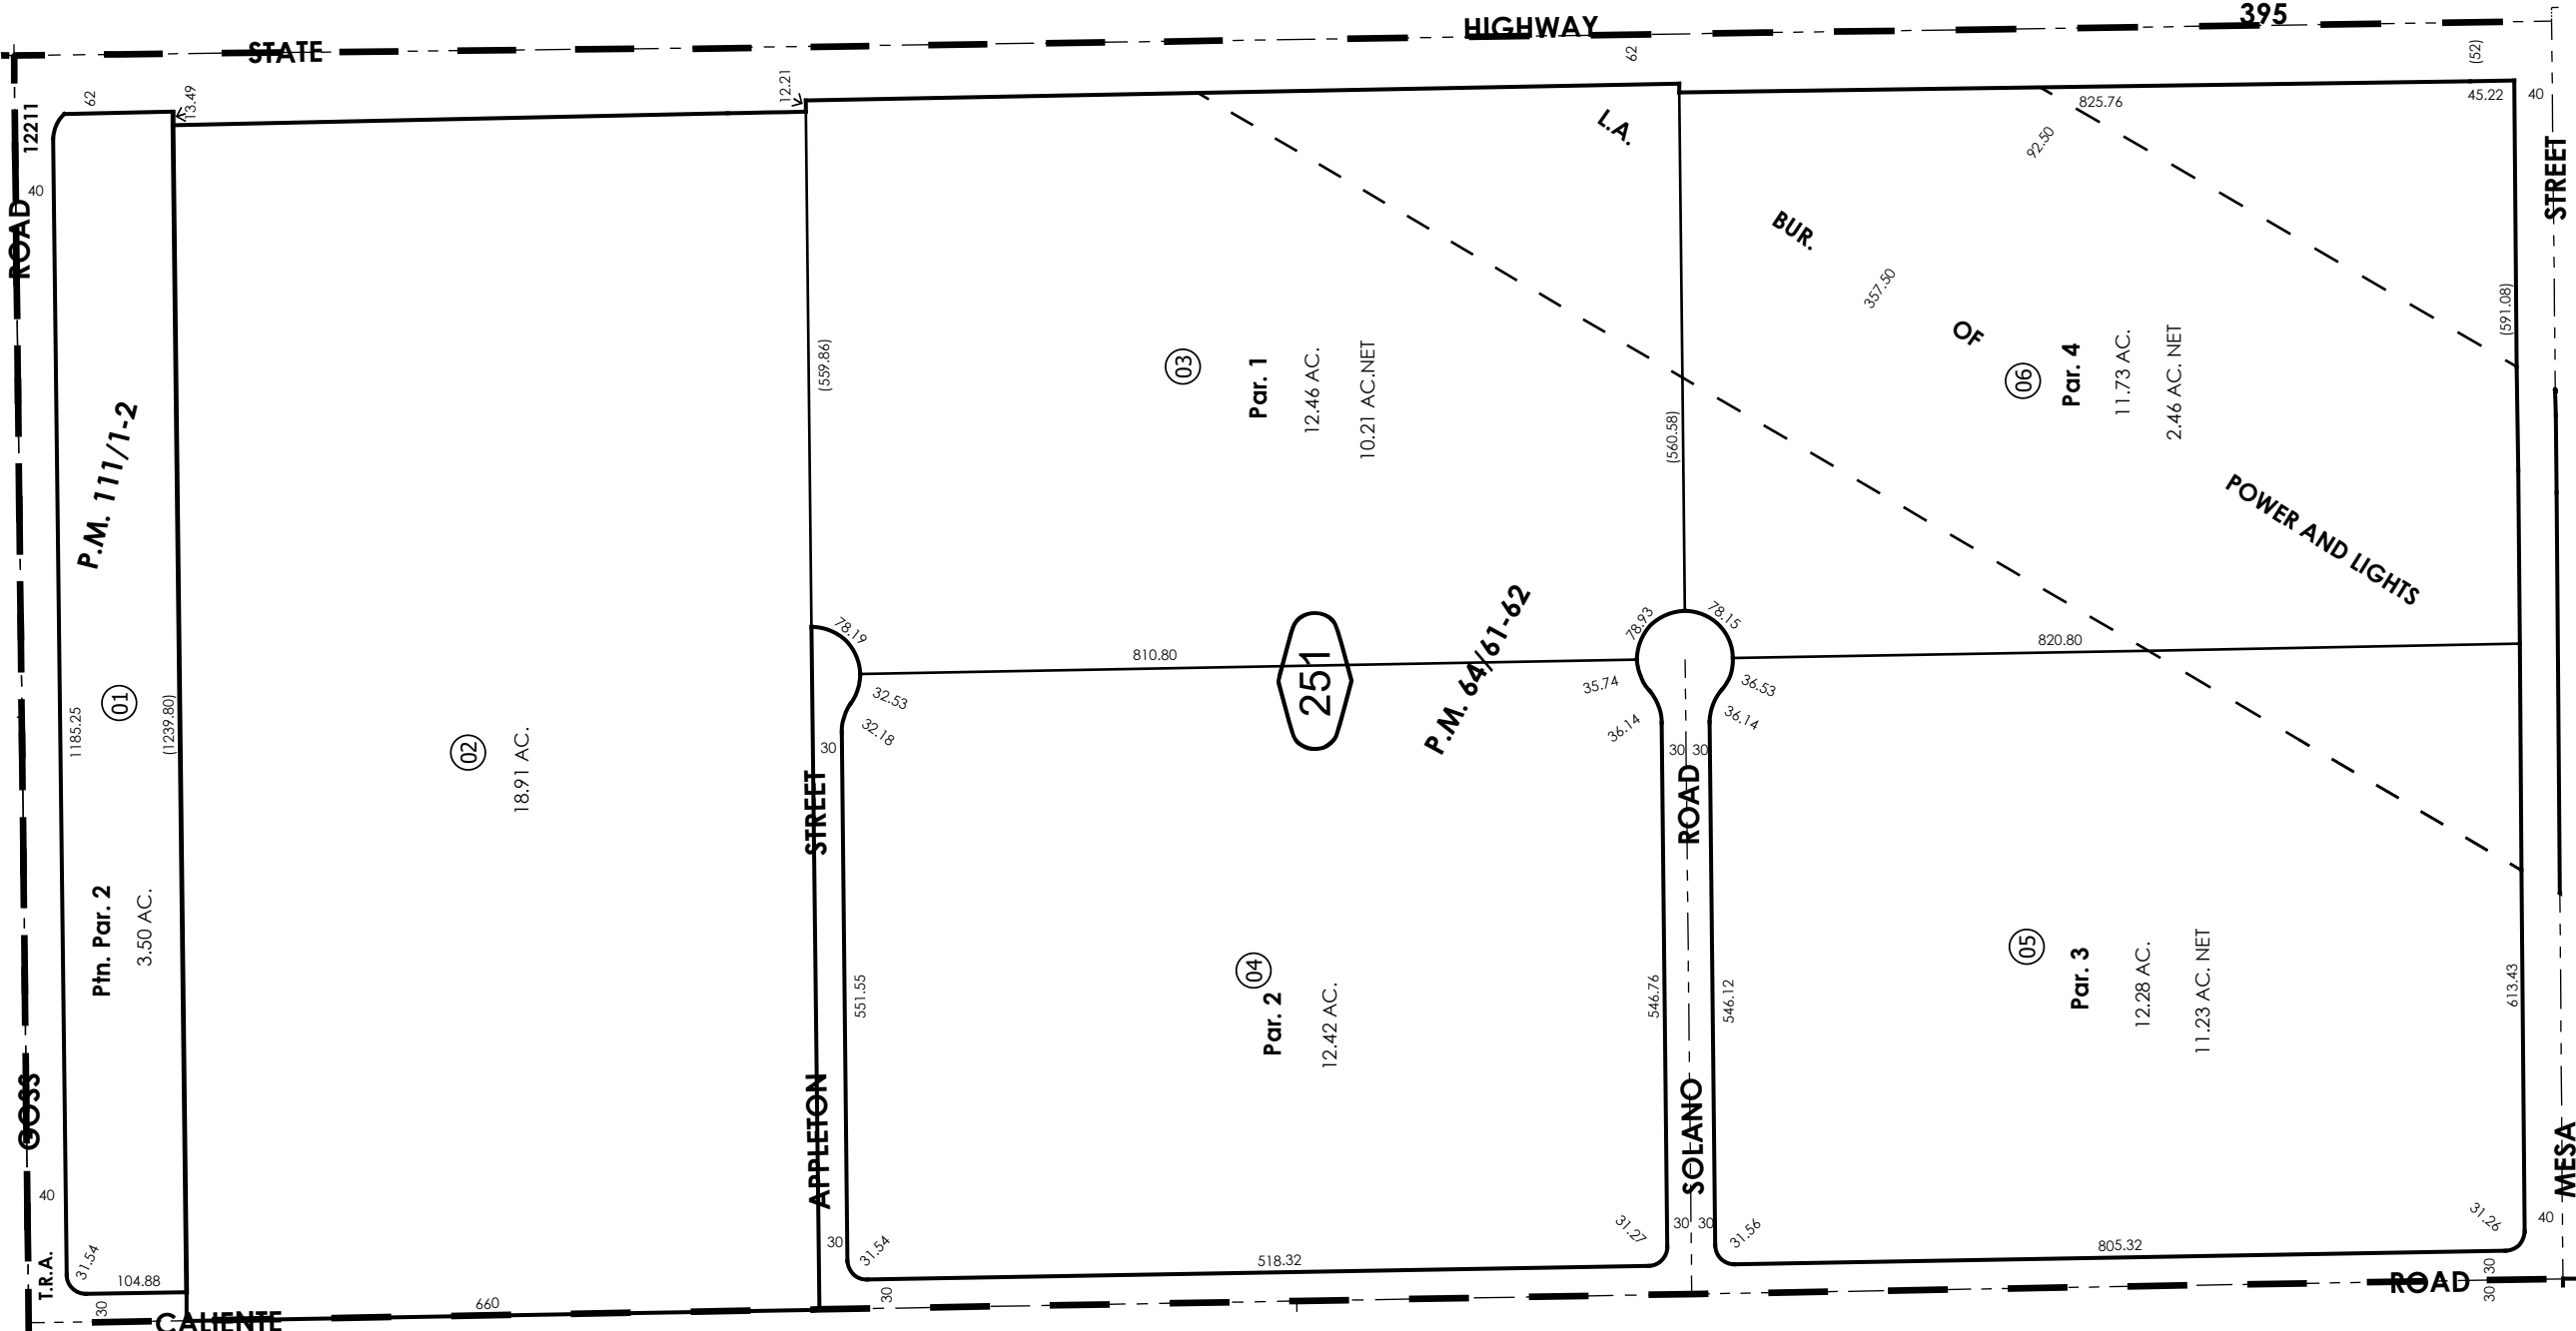 STATE
HIGHWAY
395
62
(52)
62
13.49
12.21
12211
40
ROAD
P.M. 111/1-2
01
1185.25
(1239.80)
Ptn. Par. 2
3.50 AC.
GOSS
40
T.R.A.
31.54
104.88
30
CALIENTE
660
02
18.91 AC.
(559.86)
78.19
32.53
32.18
30
STREET
APPLETON
30
30
03
Par. 1
12.46 AC.
10.21 AC.NET
810.80
251
P.M. 64/61-62
L.A.
BUR.
OF
POWER AND LIGHTS
825.76
92.50
357.50
45.22
40
STREET
(591.08)
(560.58)
06
Par. 4
11.73 AC.
2.46 AC. NET
78.93
78.15
820.80
35.74
36.14
36.53
36.14
30 30
ROAD
SOLANO
30 30
04
Par. 2
12.42 AC.
551.55
546.76
31.54
518.32
31.27
546.12
31.56
05
Par. 3
12.28 AC.
11.23 AC. NET
613.43
805.32
31.26
40
MESA
30
30
ROAD